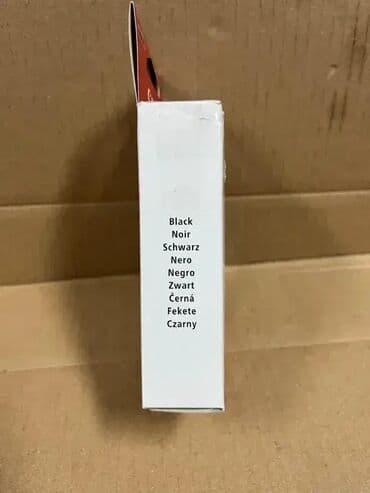 Black
Noir
Schwarz
Nero
Negro
Zwart
Černá
Fekete
Czarny